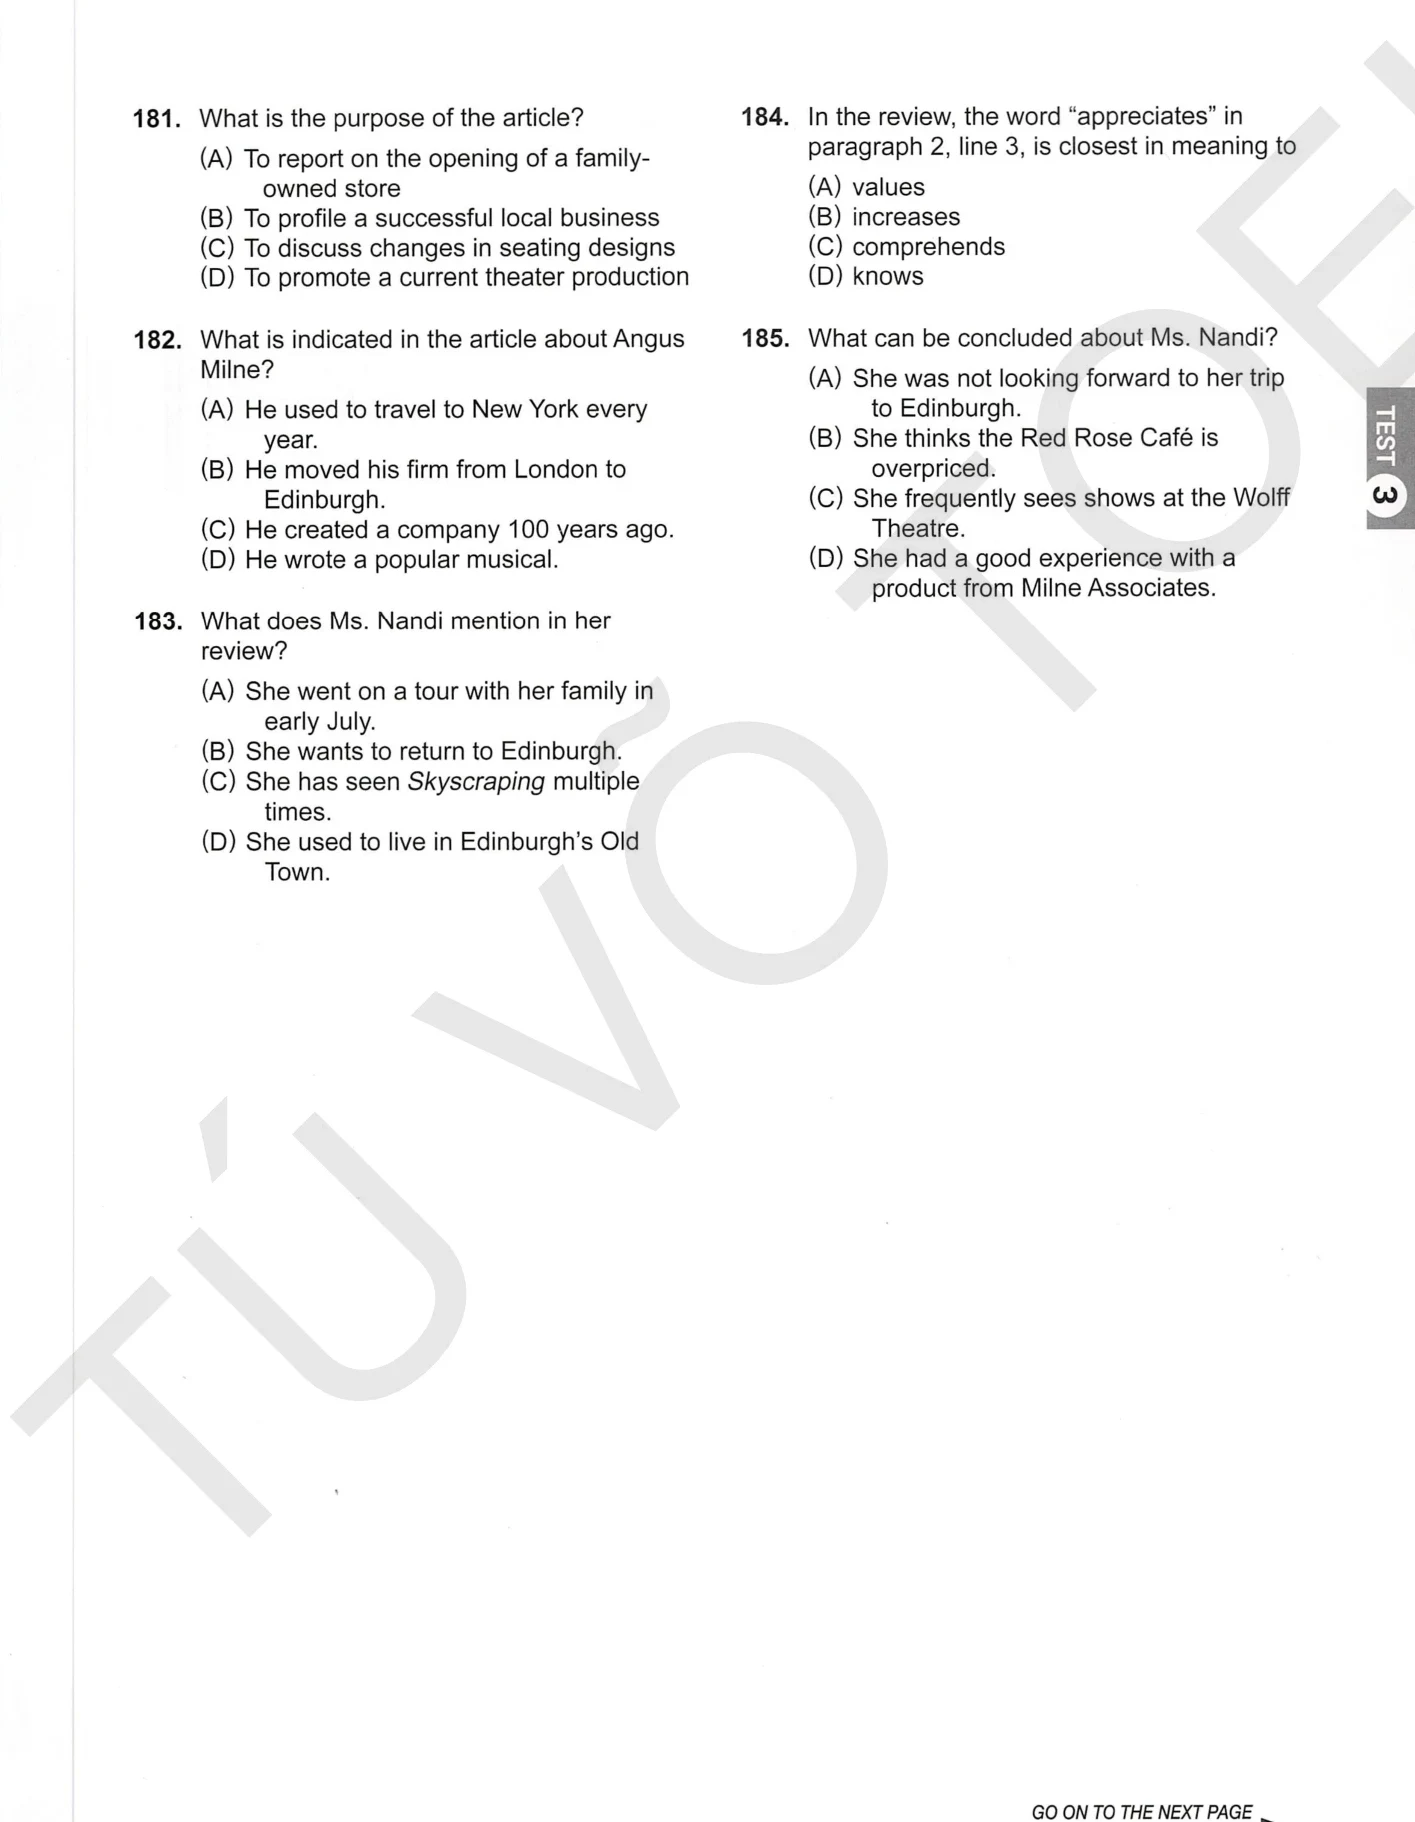 181. What is the purpose of the article?
(A) To report on the opening of a family-
owned store
(B) To profile a successful local business
(C) To discuss changes in seating designs
(D) To promote a current theater production
182. What is indicated in the article about Angus
Milne?
(A) He used to travel to New York every
year.
(B) He moved his firm from London to
Edinburgh.
(C) He created a company 100 years ago.
(D) He wrote a popular musical.
183. What does Ms. Nandi mention in her
review?
(A) She went on a tour with her family in
early July.
(B) She wants to return to Edinburgh.
(C) She has seen Skyscraping multiple
times.
(D) She used to live in Edinburgh's Old
Town.
184. In the review, the word “appreciates” in
paragraph 2, line 3, is closest in meaning to
(A) values
(B) increases
(C) comprehends
(D) knows
185. What can be concluded about Ms. Nandi?
(A) She was not looking forward to her trip
to Edinburgh.
(B) She thinks the Red Rose Café is
overpriced.
(C) She frequently sees shows at the Wolff
Theatre.
(D) She had a good experience with a
product from Milne Associates.
TEST 3
TÚ VÕ TOE
GO ON TO THE NEXT PAGE